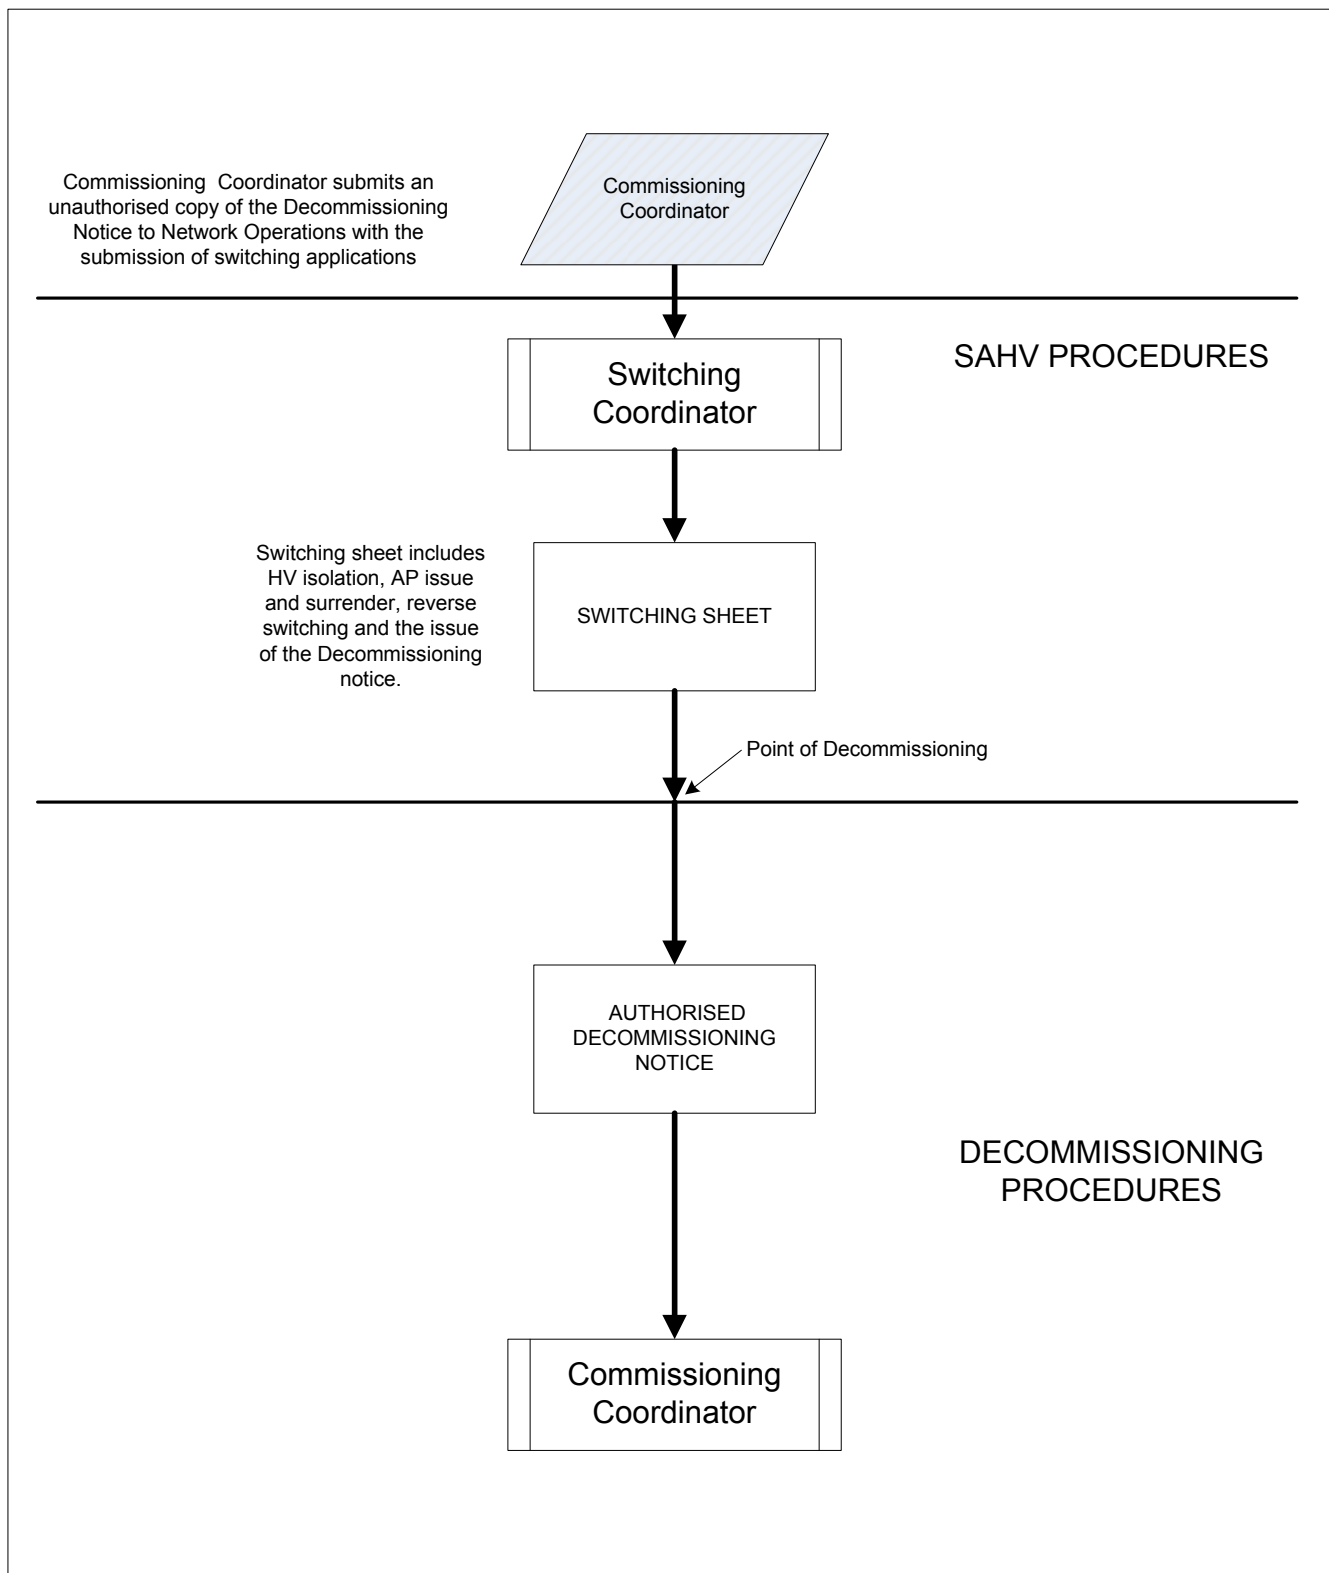 Commissioning  Coordinator submits an
unauthorised copy of the Decommissioning
Notice to Network Operations with the
submission of switching applications
Commissioning
Coordinator
SAHV PROCEDURES
Switching
Coordinator
Switching sheet includes
HV isolation, AP issue
and surrender, reverse
switching and the issue
of the Decommissioning
notice.
SWITCHING SHEET
Point of Decommissioning
AUTHORISED
DECOMMISSIONING
NOTICE
DECOMMISSIONING
PROCEDURES
Commissioning
Coordinator